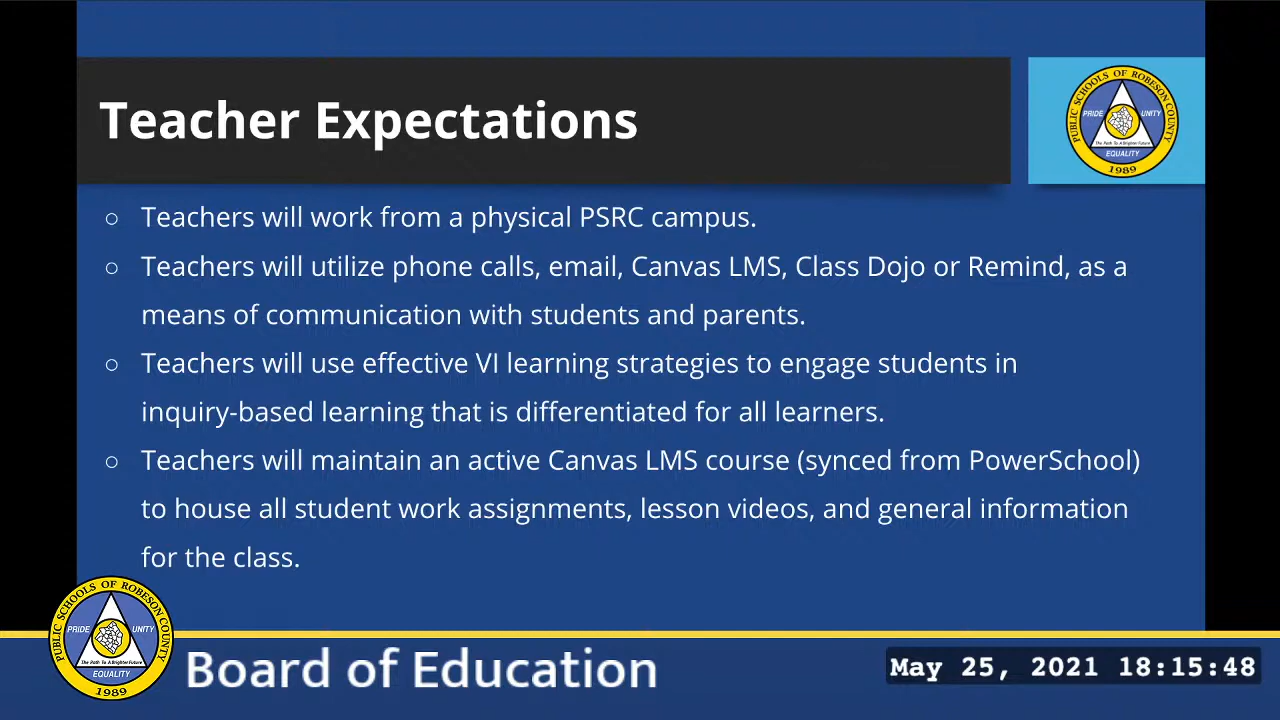 Teacher Expectations
PUBLIC SCHOOLS OF ROBESON COUNTY
PRIDE UNITY
The Path To A Brighter Future
EQUALITY
1989
○ Teachers will work from a physical PSRC campus.
○ Teachers will utilize phone calls, email, Canvas LMS, Class Dojo or Remind, as a
means of communication with students and parents.
○ Teachers will use effective VI learning strategies to engage students in
inquiry-based learning that is differentiated for all learners.
○ Teachers will maintain an active Canvas LMS course (synced from PowerSchool)
to house all student work assignments, lesson videos, and general information
for the class.
PUBLIC SCHOOLS OF ROBESON COUNTY
PRIDE UNITY
The Path To A Brighter Future
EQUALITY
1989
Board of Education
May 25, 2021 18:15:48